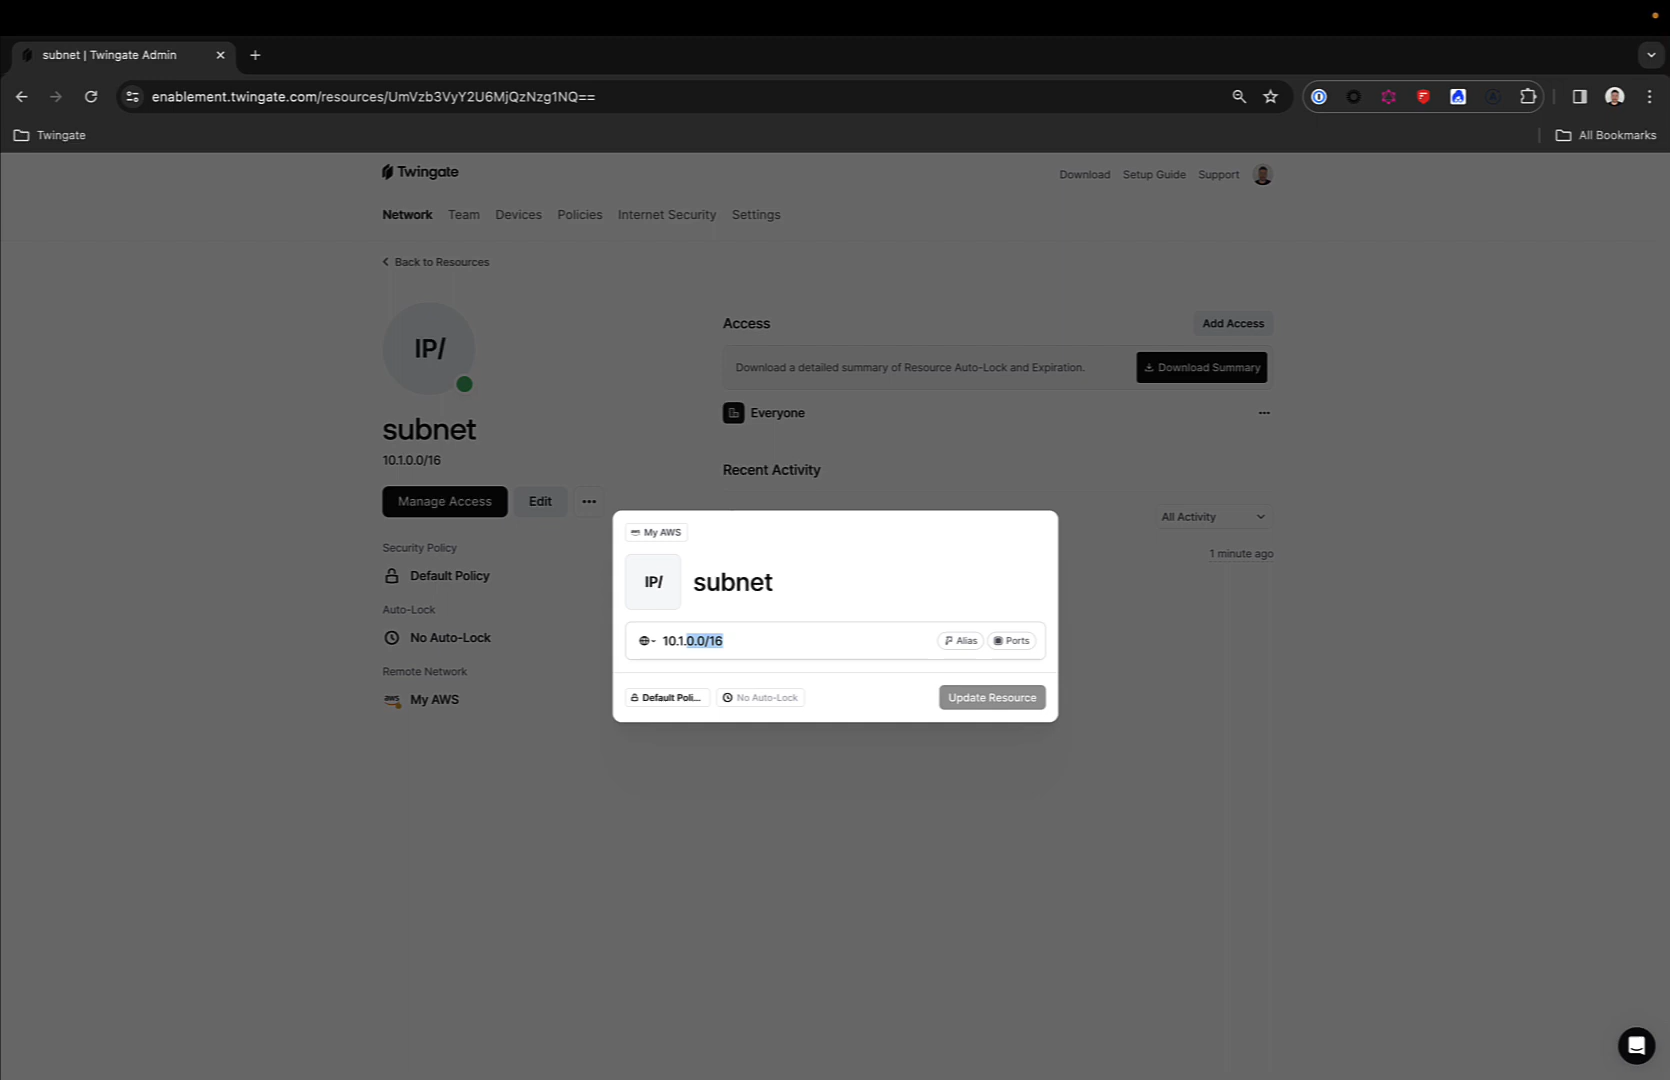 subnet | Twingate Admin
enablement.twingate.com/resources/UmVzb3VyY2U6MjQzNzg1NQ==
Twingate
All Bookmarks
Twingate
Download Setup Guide Support
Network Team Devices Policies Internet Security Settings
Back to Resources
IP/
subnet
10.1.0.0/16
Manage Access Edit
Security Policy
Default Policy
Auto-Lock
No Auto-Lock
Remote Network
aws My AWS
Access Add Access
Download a detailed summary of Resource Auto-Lock and Expiration. Download Summary
Everyone
Recent Activity
All Activity
1 minute ago
My AWS
IP/ subnet
10.1.0.0/16 Alias Ports
Default Poli... No Auto-Lock Update Resource